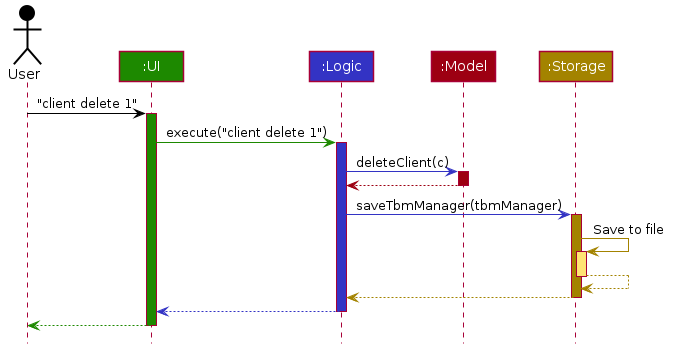 User
:UI
:Logic
:Model
:Storage
"client delete 1"
execute("client delete 1")
deleteClient(c)
saveTbmManager(tbmManager)
Save to file